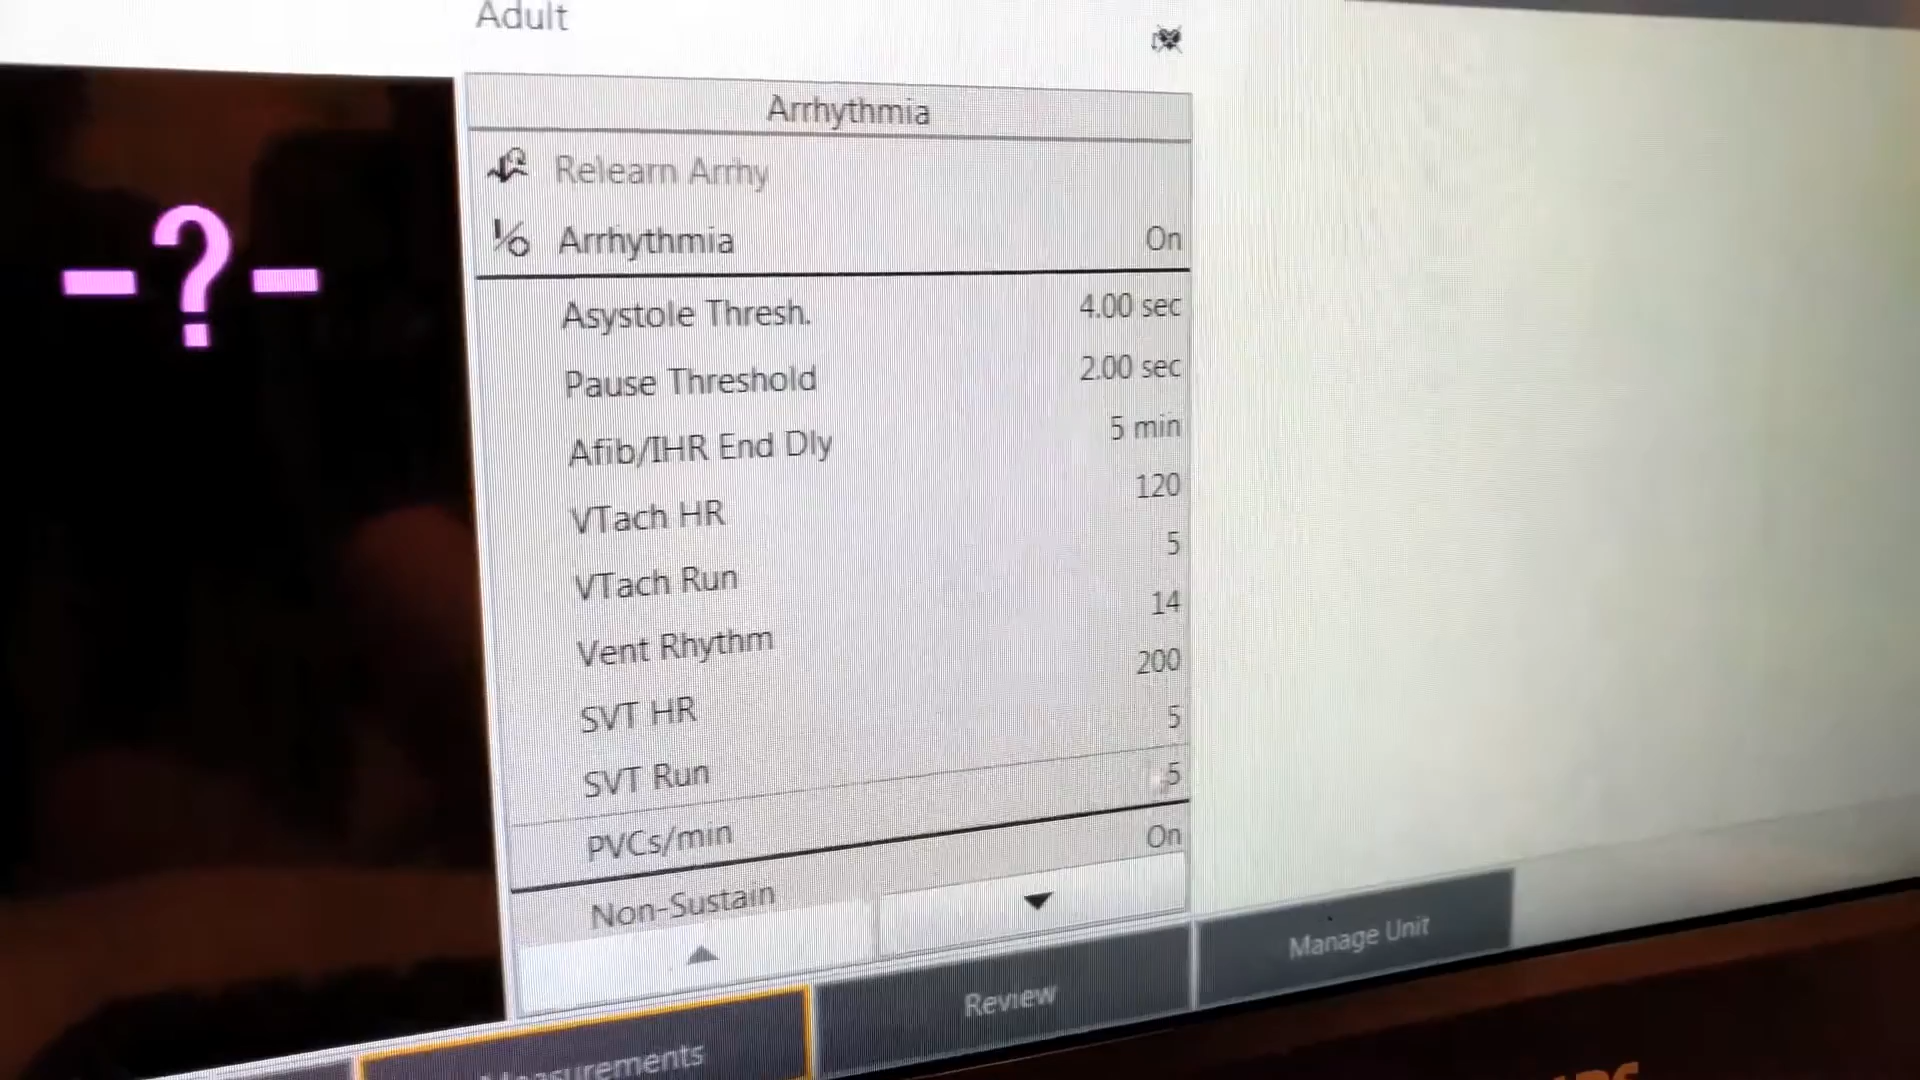 Adult
Arrhythmia
Relearn Arrhy
Arrhythmia On
Asystole Thresh. 4.00 sec
Pause Threshold 2.00 sec
Afib/IHR End Dly 5 min
VTach HR 120
VTach Run 5
Vent Rhythm 14
SVT HR 200
SVT Run 5
PVCs/min 5
Non-Sustain On
Measurements
Review
Manage Unit
-?-